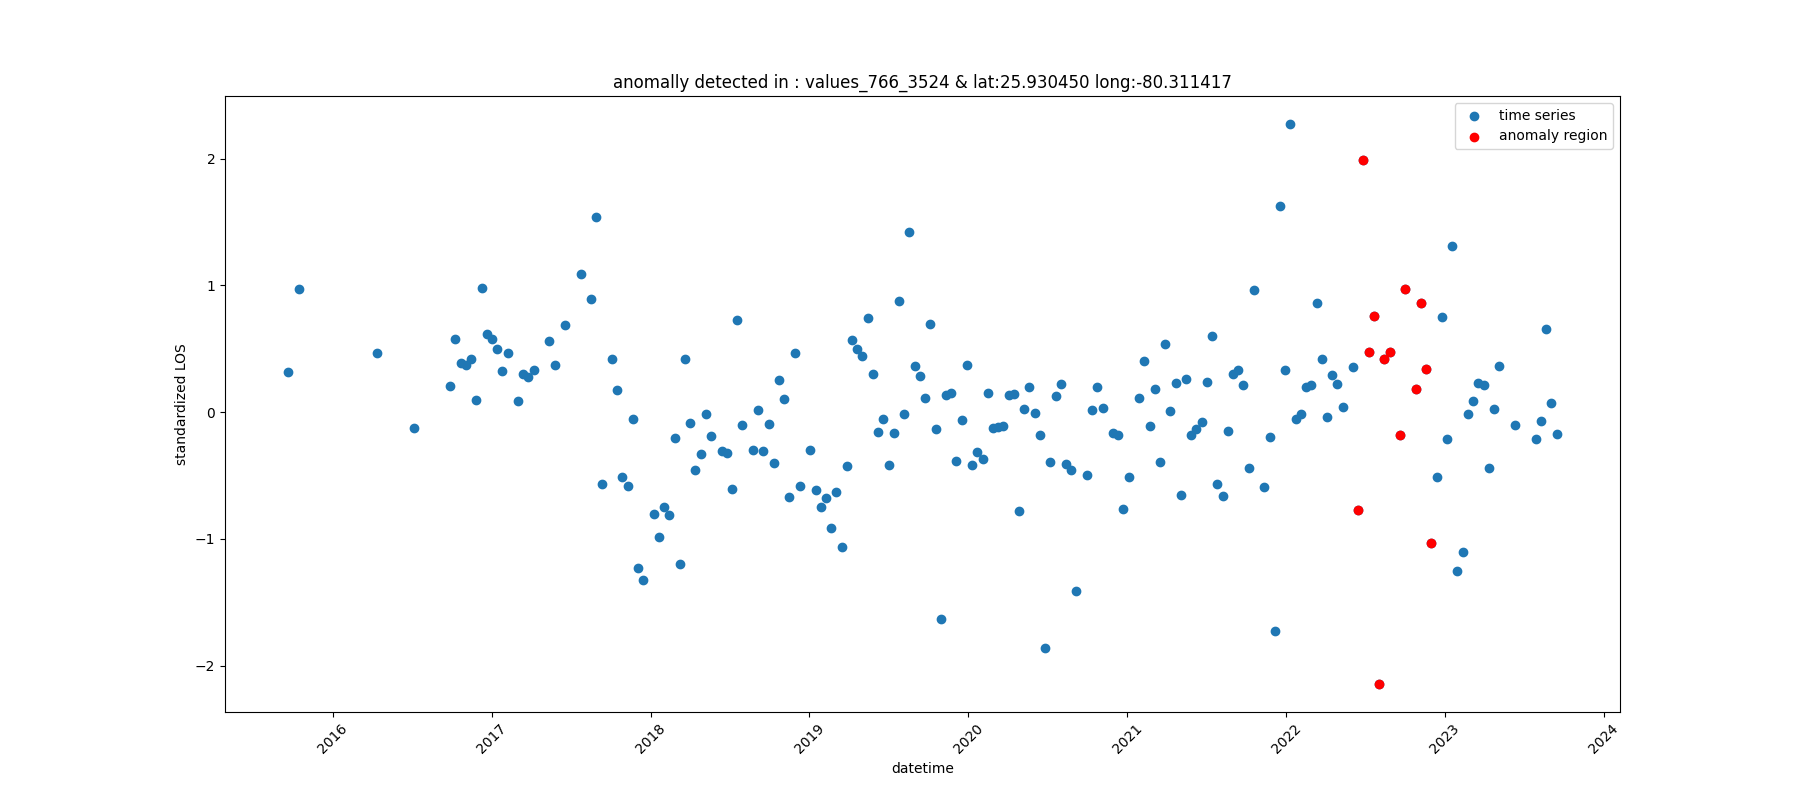 anomally detected in : values_766_3524 & lat:25.930450 long:-80.311417
time series
anomaly region
standardized LOS
2
1
0
−1
−2
2016
2017
2018
2019
2020
2021
2022
2023
2024
datetime